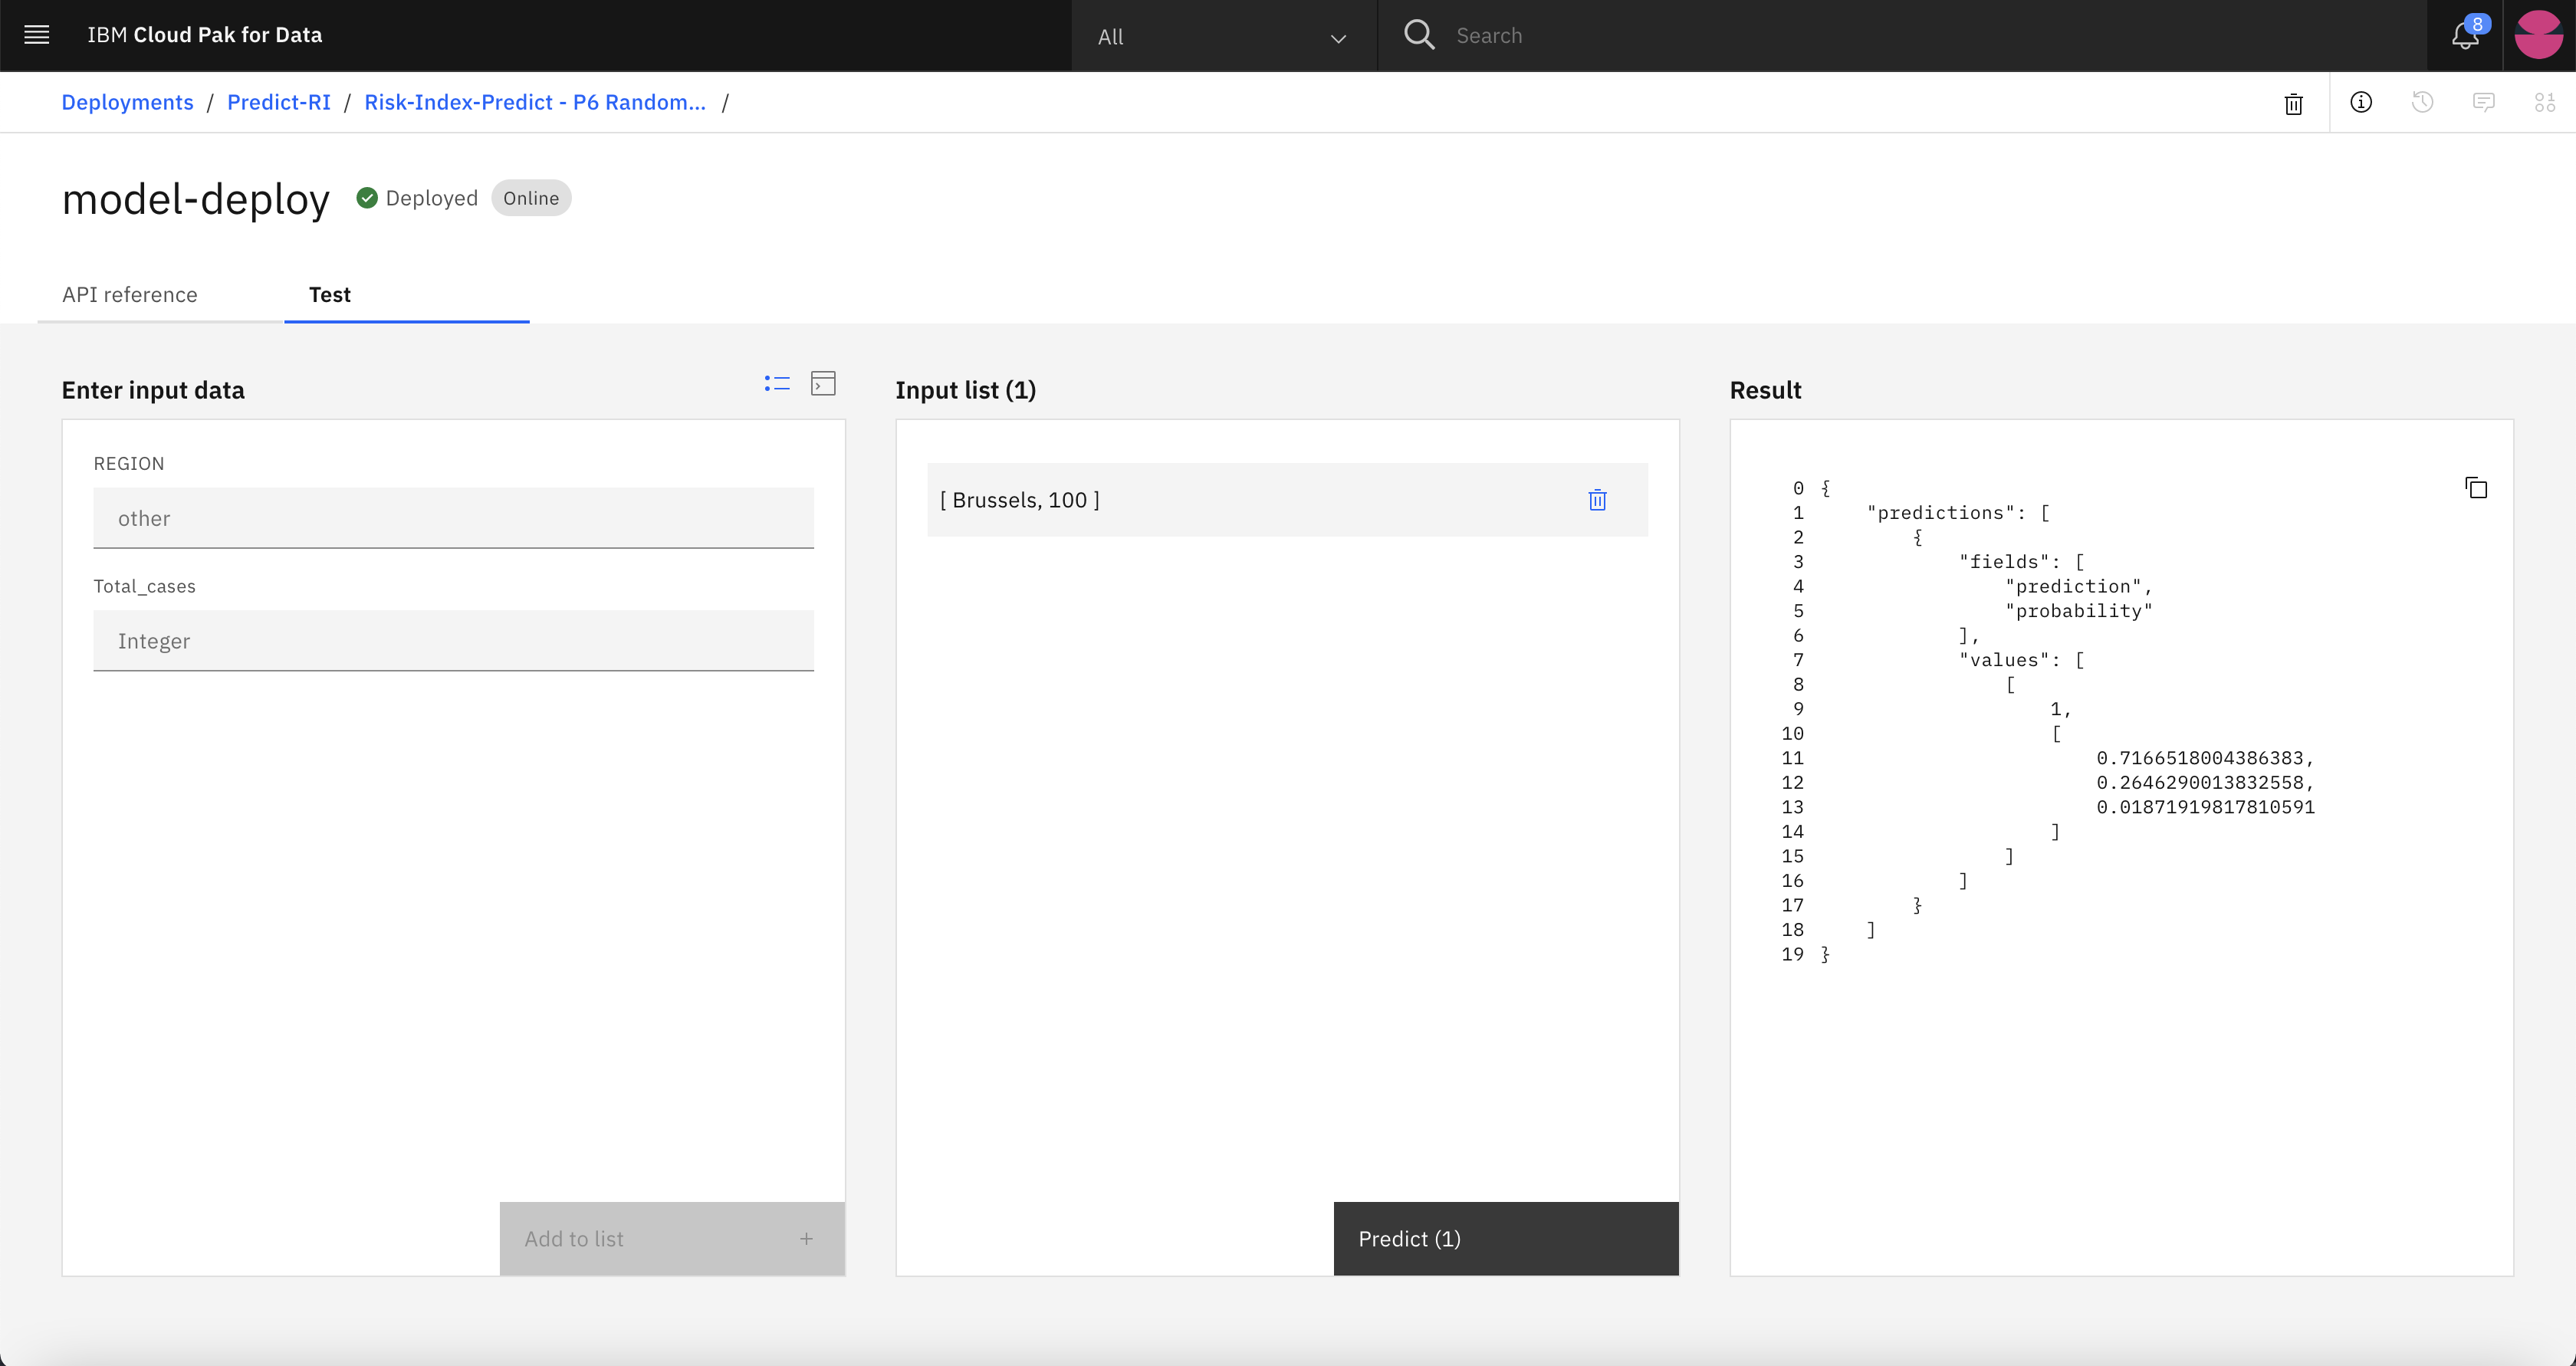 IBM Cloud Pak for Data
All
Search
8
Deployments / Predict-RI / Risk-Index-Predict - P6 Random... /
model-deploy
Deployed
Online
API reference
Test
Enter input data
REGION
other
Total_cases
Integer
Add to list +
Input list (1)
[ Brussels, 100 ]
Predict (1)
Result
0 {
1 "predictions": [
2 {
3 "fields": [
4 "prediction",
5 "probability"
6 ],
7 "values": [
8 [
9 1,
10 [
11 0.7166518004386383,
12 0.2646290013832558,
13 0.01871919817810591
14 ]
15 ]
16 ]
17 }
18 ]
19 }